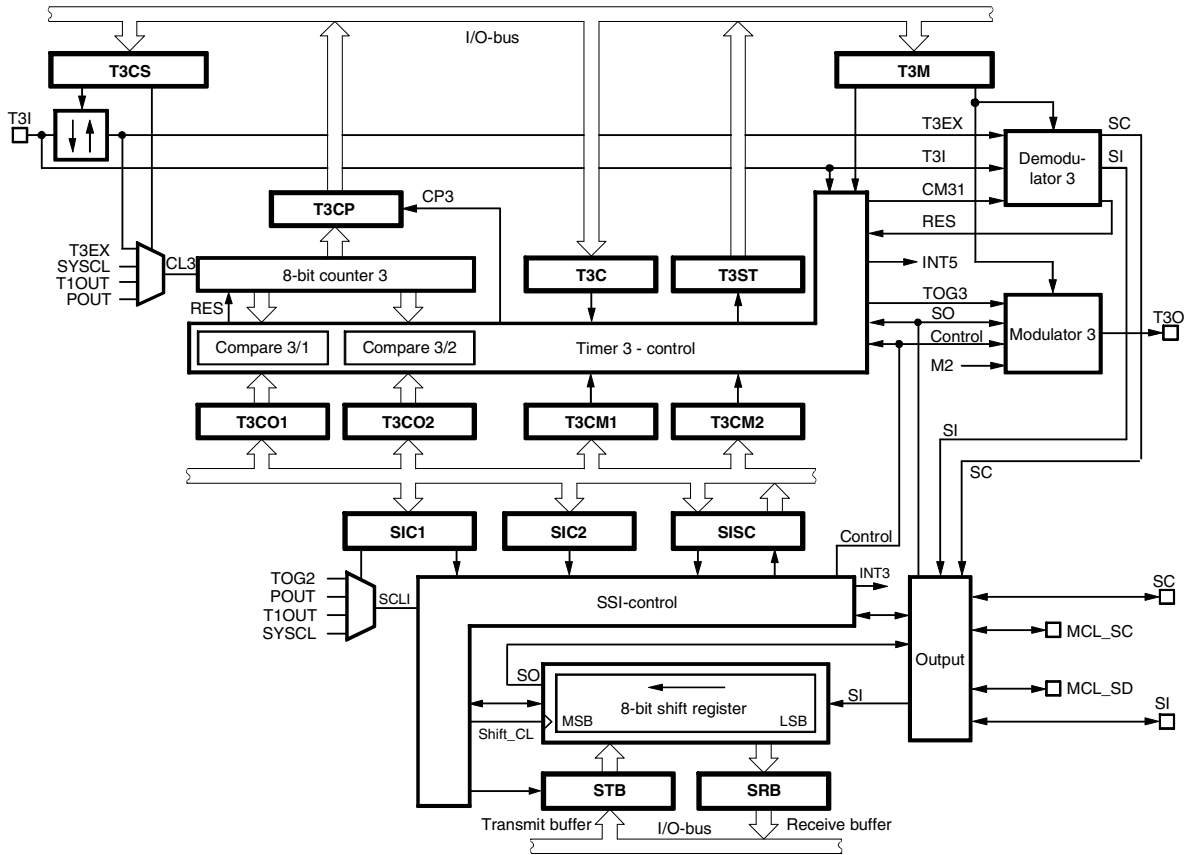 I/O-bus
T3CS
T3M
T3I
T3EX
SC
T3I
SI
Demodu-
lator 3
CM31
RES
T3CP
CP3
T3EX
SYSCL
T1OUT
POUT
CL3
8-bit counter 3
RES
T3C
T3ST
INT5
TOG3
SO
Control
M2
Modulator 3
T3O
Compare 3/1
Compare 3/2
Timer 3 - control
T3CO1
T3CO2
T3CM1
T3CM2
SI
SC
SIC1
SIC2
SISC
Control
TOG2
POUT
T1OUT
SYSCL
SCLI
SSI-control
INT3
SC
MCL_SC
Output
MCL_SD
SI
SO
8-bit shift register
MSB
LSB
SI
Shift_CL
STB
SRB
Transmit buffer
I/O-bus
Receive buffer